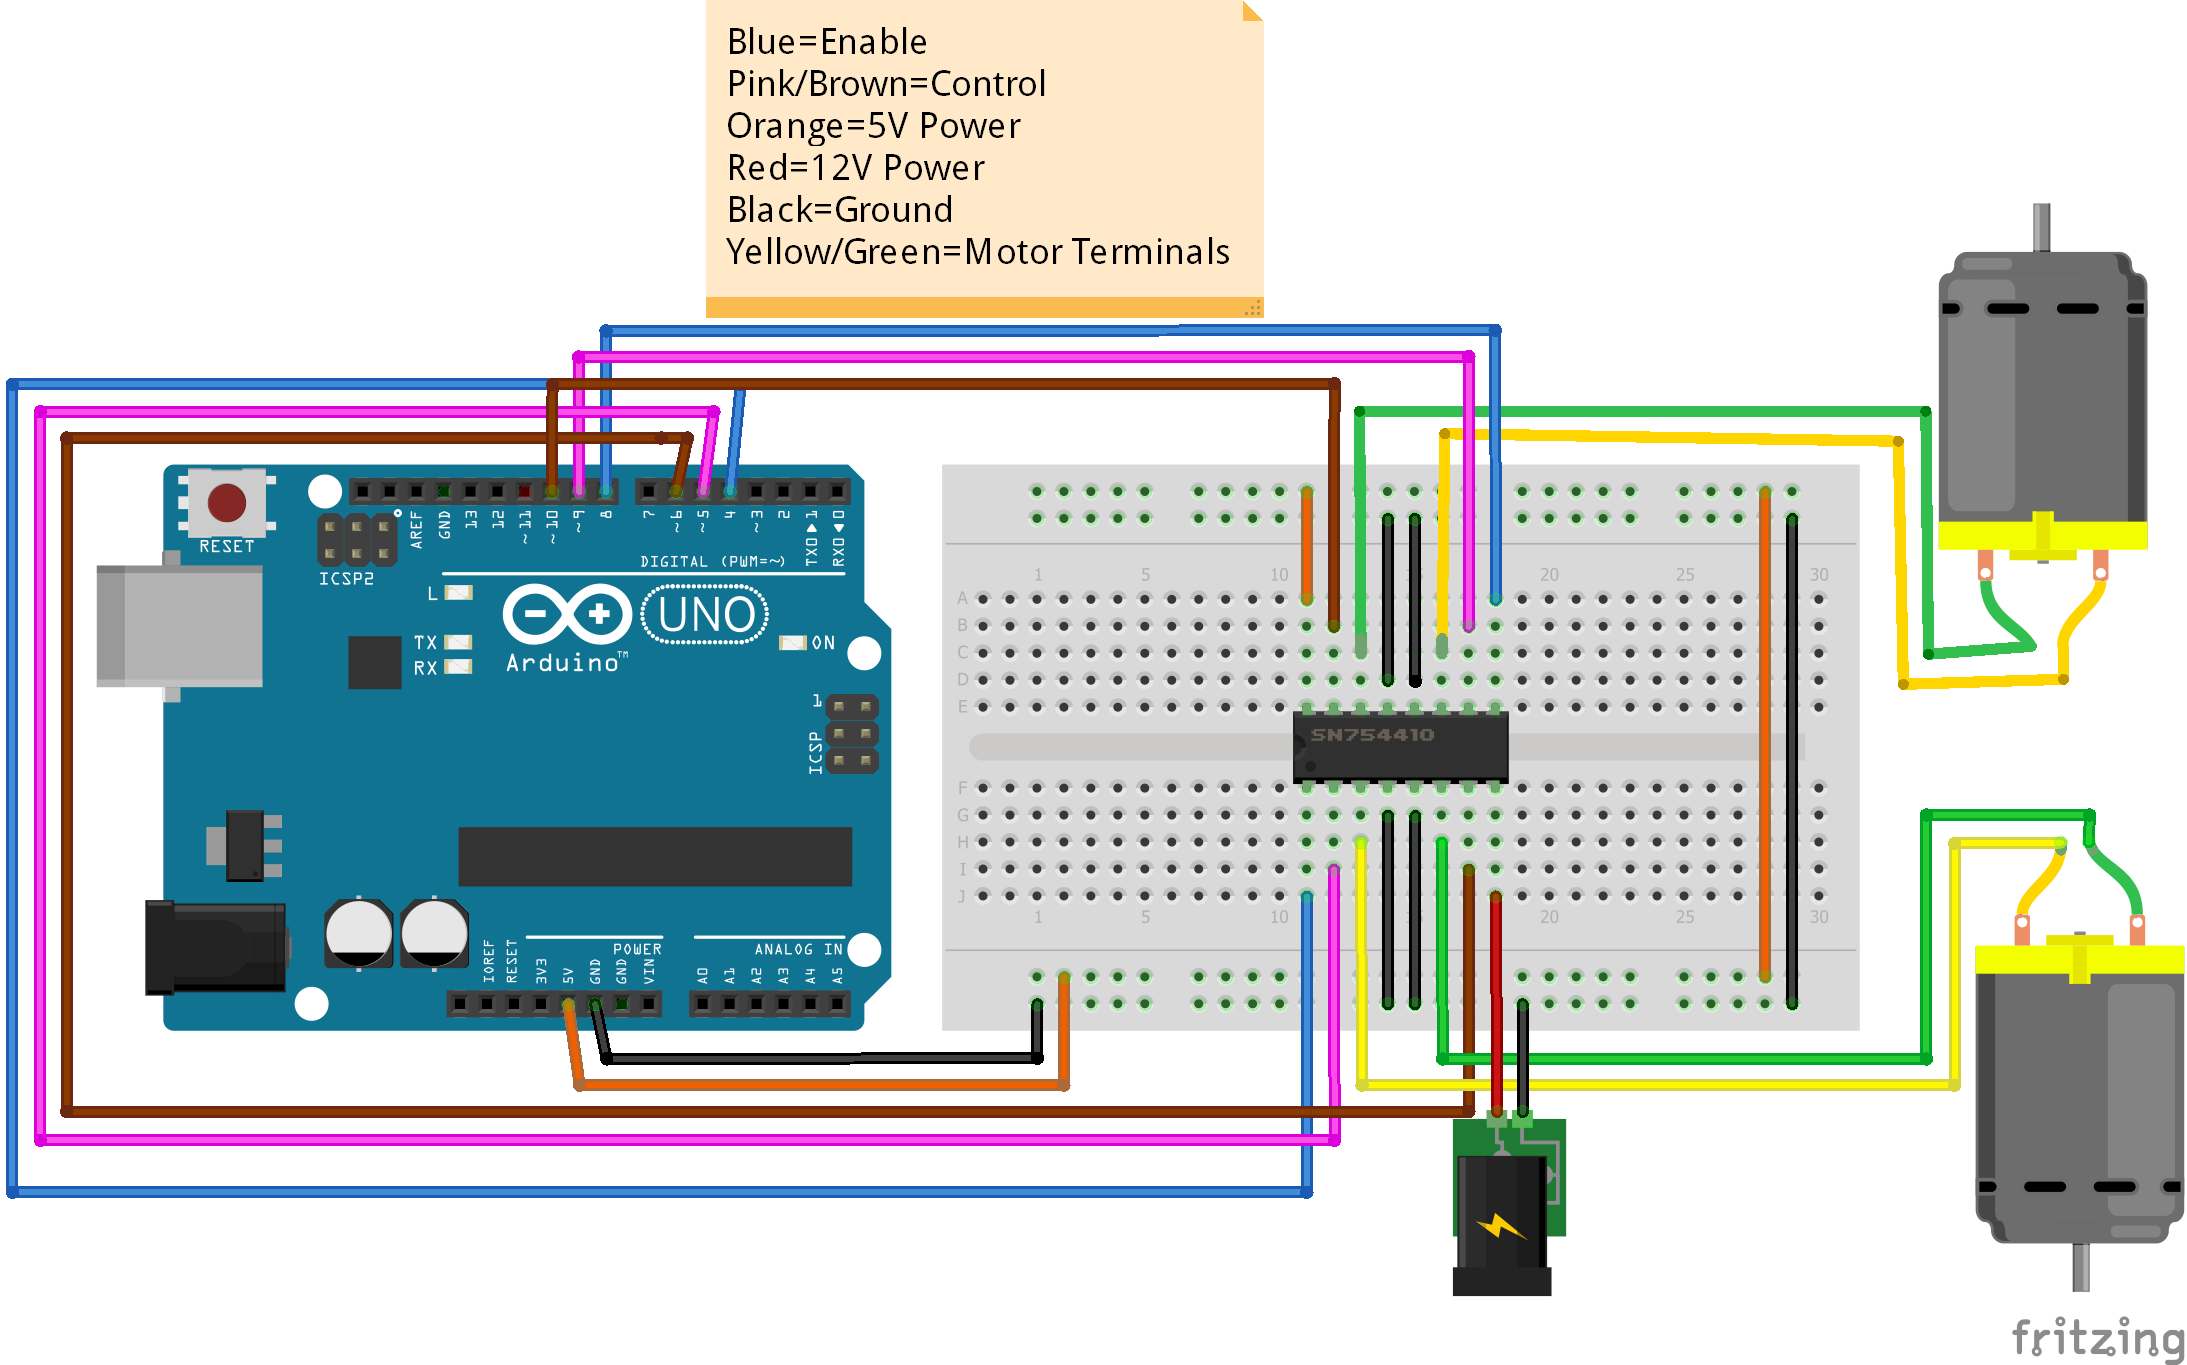 Blue=Enable
Pink/Brown=Control
Orange=5V Power
Red=12V Power
Black=Ground
Yellow/Green=Motor Terminals
RESET
ICSP2
AREF
GND
13
12
~11
~10
~9
8
7
~6
~5
4
~3
2
TX0▶1
RX0◀0
DIGITAL (PWM=~)
L
TX
RX
UNO
Arduino™
ON
1
ICSP
IOREF
RESET
3V3
5V
GND
GND
VIN
POWER
ANALOG IN
A0
A1
A2
A3
A4
A5
1 5 10 15 20 25 30
A
B
C
D
E
SN754410
F
G
H
I
J
1 5 10 15 20 25 30
fritzing